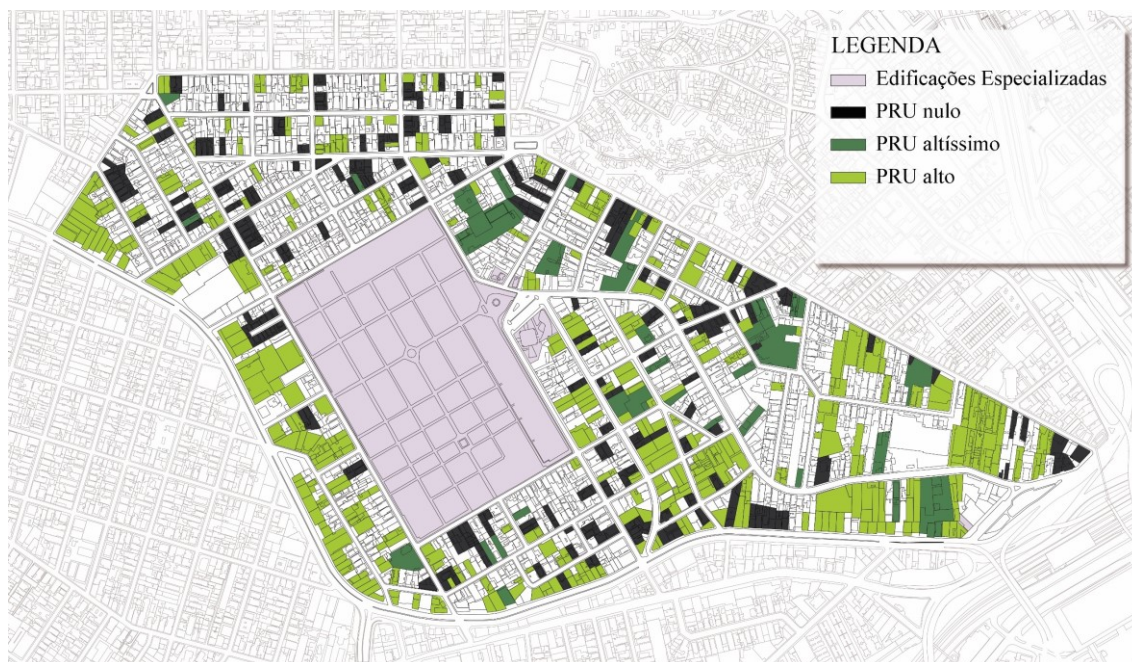 LEGENDA
Edificações Especializadas
PRU nulo
PRU altíssimo
PRU alto